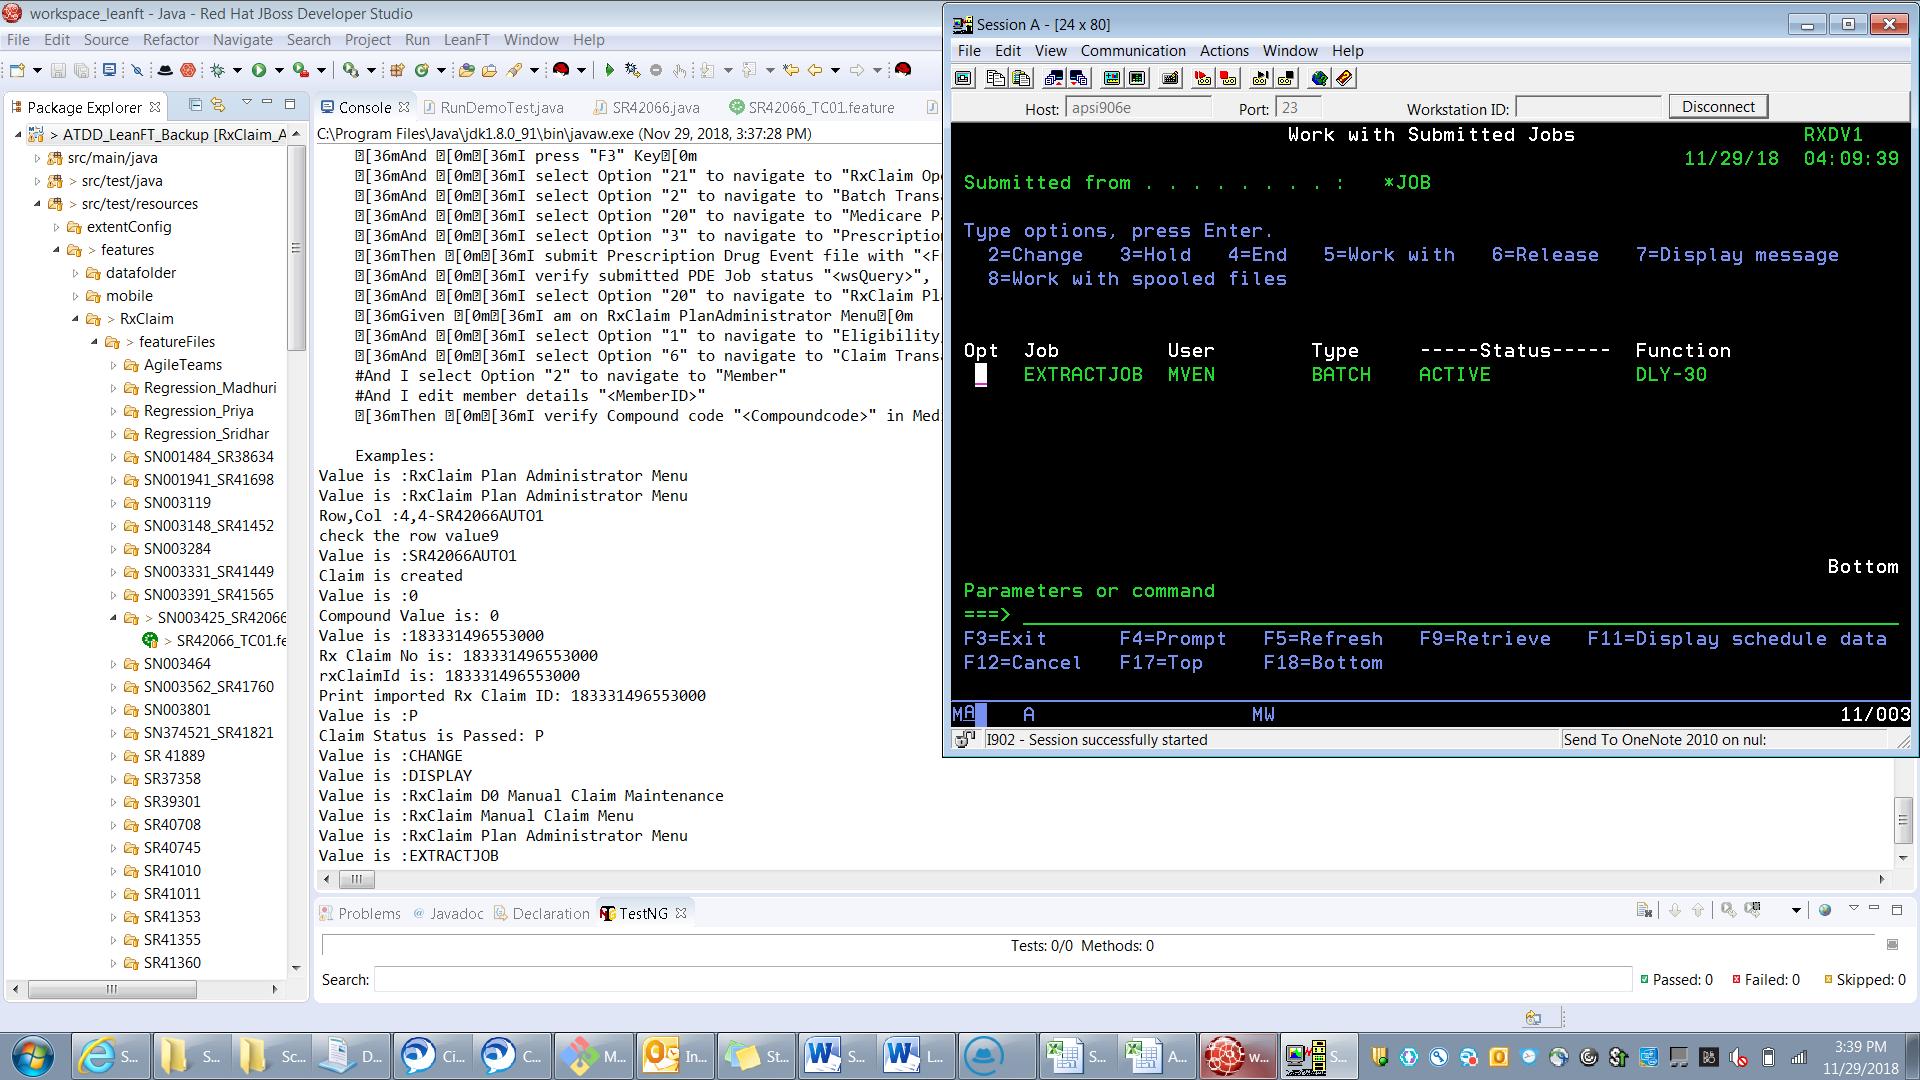 workspace_leanft - Java - Red Hat JBoss Developer Studio
File Edit Source Refactor Navigate Search Project Run LeanFT Window Help
Package Explorer
> ATDD_LeanFT_Backup [RxClaim_A
src/main/java
> src/test/java
> src/test/resources
extentConfig
> features
datafolder
mobile
> RxClaim
> featureFiles
AgileTeams
Regression_Madhuri
Regression_Priya
Regression_Sridhar
SN001484_SR38634
SN001941_SR41698
SN003119
SN003148_SR41452
SN003284
SN003331_SR41449
SN003391_SR41565
> SN003425_SR42066
> SR42066_TC01.fe
SN003464
SN003562_SR41760
SN003801
SN374521_SR41821
SR 41889
SR37358
SR39301
SR40708
SR40745
SR41010
SR41011
SR41353
SR41355
SR41360
Console RunDemoTest.java SR42066.java SR42066_TC01.feature
C:\Program Files\Java\jdk1.8.0_91\bin\javaw.exe (Nov 29, 2018, 3:37:28 PM)
[36mAnd [0m[36mI press "F3" Key[0m
[36mAnd [0m[36mI select Option "21" to navigate to "RxClaim Op
[36mAnd [0m[36mI select Option "2" to navigate to "Batch Trans
[36mAnd [0m[36mI select Option "20" to navigate to "Medicare P
[36mAnd [0m[36mI select Option "3" to navigate to "Prescription
[36mThen [0m[36mI submit Prescription Drug Event file with "<F
[36mAnd [0m[36mI verify submitted PDE Job status "<wsQuery>",
[36mAnd [0m[36mI select Option "20" to navigate to "RxClaim Pl
[36mGiven [0m[36mI am on RxClaim PlanAdministrator Menu[0m
[36mAnd [0m[36mI select Option "1" to navigate to "Eligibility,
[36mAnd [0m[36mI select Option "6" to navigate to "Claim Trans
#And I select Option "2" to navigate to "Member"
#And I edit member details "<MemberID>"
[36mThen [0m[36mI verify Compound code "<Compoundcode>" in Med
Examples:
Value is :RxClaim Plan Administrator Menu
Value is :RxClaim Plan Administrator Menu
Row,Col :4,4-SR42066AUTO1
check the row value9
Value is :SR42066AUTO1
Claim is created
Value is :0
Compound Value is: 0
Value is :183331496553000
Rx Claim No is: 183331496553000
rxClaimId is: 183331496553000
Print imported Rx Claim ID: 183331496553000
Value is :P
Claim Status is Passed: P
Value is :CHANGE
Value is :DISPLAY
Value is :RxClaim D0 Manual Claim Maintenance
Value is :RxClaim Manual Claim Menu
Value is :RxClaim Plan Administrator Menu
Value is :EXTRACTJOB
Problems Javadoc Declaration TestNG
Tests: 0/0 Methods: 0
Search: Passed: 0 Failed: 0 Skipped: 0
Session A - [24 x 80]
File Edit View Communication Actions Window Help
Host: apsi906e Port: 23 Workstation ID: Disconnect
Work with Submitted Jobs RXDV1
11/29/18 04:09:39
Submitted from . . . . . . . . : *JOB
Type options, press Enter.
2=Change 3=Hold 4=End 5=Work with 6=Release 7=Display message
8=Work with spooled files
Opt Job User Type -----Status----- Function
EXTRACTJOB MVEN BATCH ACTIVE DLY-30
Bottom
Parameters or command
===>
F3=Exit F4=Prompt F5=Refresh F9=Retrieve F11=Display schedule data
F12=Cancel F17=Top F18=Bottom
MA A MW 11/003
I902 - Session successfully started Send To OneNote 2010 on nul:
S... S... Sc... D... Ci... C... M... In... St... S... L... S... A... w... S...
3:39 PM
11/29/2018